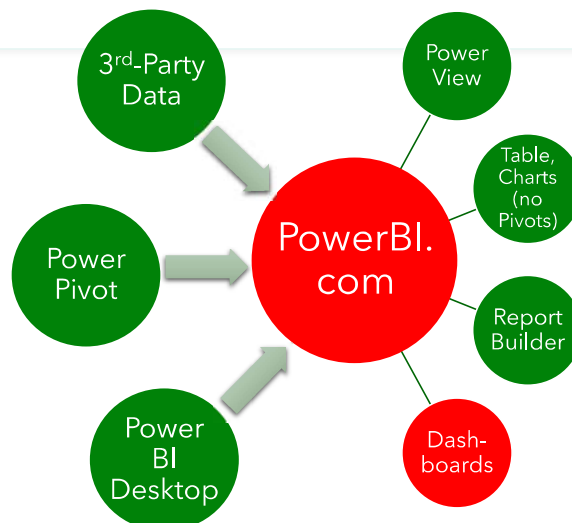 3rd-Party
Data
Power
Pivot
Power
BI
Desktop
PowerBI.
com
Power
View
Table,
Charts
(no
Pivots)
Report
Builder
Dash-
boards